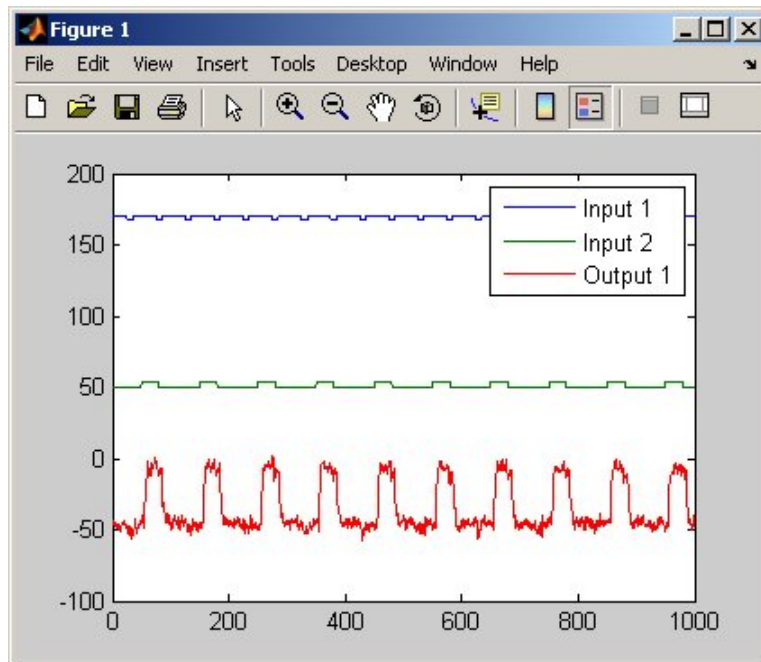 Figure 1
File Edit View Insert Tools Desktop Window Help
200
150
100
50
0
-50
-100
0 200 400 600 800 1000
Input 1
Input 2
Output 1